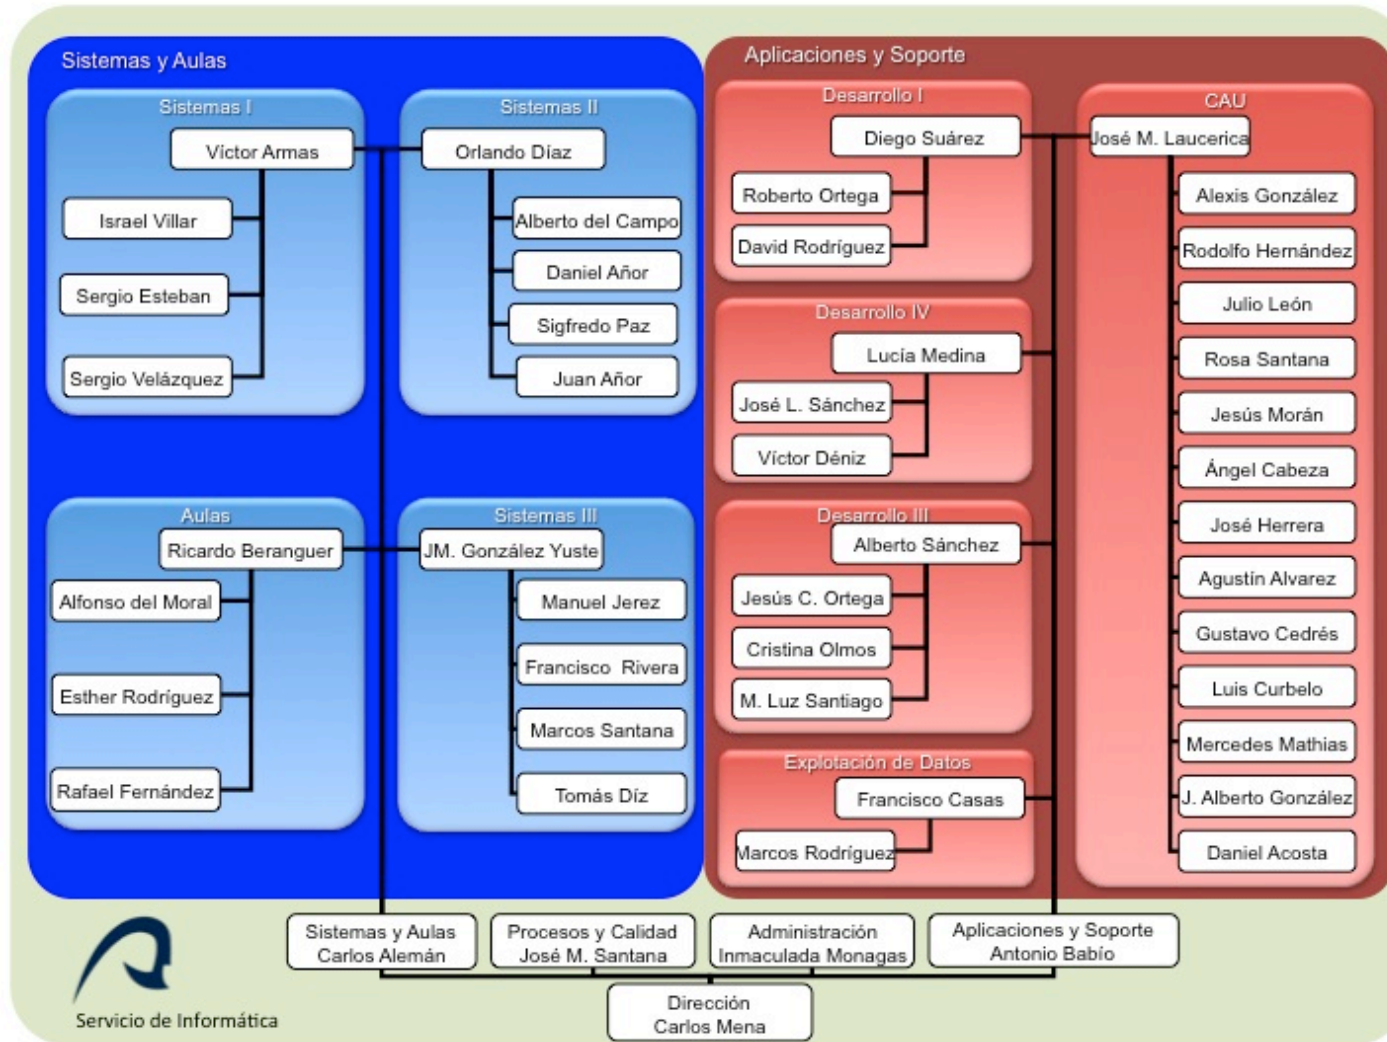 Sistemas y Aulas
Sistemas I
Víctor Armas
Israel Villar
Sergio Esteban
Sergio Velázquez
Sistemas II
Orlando Díaz
Alberto del Campo
Daniel Añor
Sigfredo Paz
Juan Añor
Aulas
Ricardo Beranguer
Alfonso del Moral
Esther Rodríguez
Rafael Fernández
Sistemas III
JM. González Yuste
Manuel Jerez
Francisco Rivera
Marcos Santana
Tomás Díz
Aplicaciones y Soporte
Desarrollo I
Diego Suárez
Roberto Ortega
David Rodríguez
Desarrollo IV
Lucía Medina
José L. Sánchez
Víctor Déniz
Desarrollo III
Alberto Sánchez
Jesús C. Ortega
Cristina Olmos
M. Luz Santiago
Explotación de Datos
Francisco Casas
Marcos Rodríguez
CAU
José M. Laucerica
Alexis González
Rodolfo Hernández
Julio León
Rosa Santana
Jesús Morán
Ángel Cabeza
José Herrera
Agustín Alvarez
Gustavo Cedrés
Luis Curbelo
Mercedes Mathias
J. Alberto González
Daniel Acosta
Sistemas y Aulas
Carlos Alemán
Procesos y Calidad
José M. Santana
Administración
Inmaculada Monagas
Aplicaciones y Soporte
Antonio Babío
Dirección
Carlos Mena
Servicio de Informática